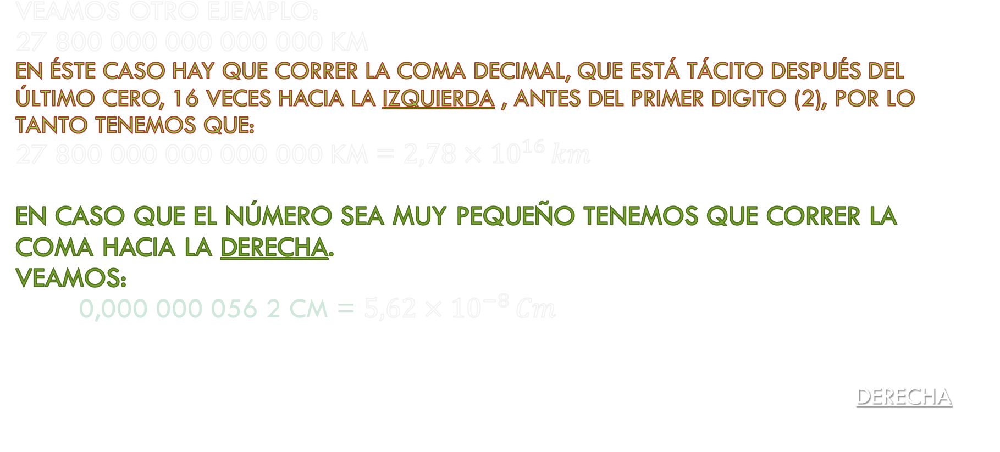 VEAMOS OTRO EJEMPLO:
27 800 000 000 000 000 KM
EN ÉSTE CASO HAY QUE CORRER LA COMA DECIMAL, QUE ESTÁ TÁCITO DESPUÉS DEL
ÚLTIMO CERO, 16 VECES HACIA LA IZQUIERDA , ANTES DEL PRIMER DIGITO (2), POR LO
TANTO TENEMOS QUE:
27 800 000 000 000 000 KM = 2,78 × 10¹⁶ km
EN CASO QUE EL NÚMERO SEA MUY PEQUEÑO TENEMOS QUE CORRER LA
COMA HACIA LA DERECHA.
VEAMOS:
0,000 000 056 2 CM = 5,62 × 10⁻⁸ Cm
DERECHA